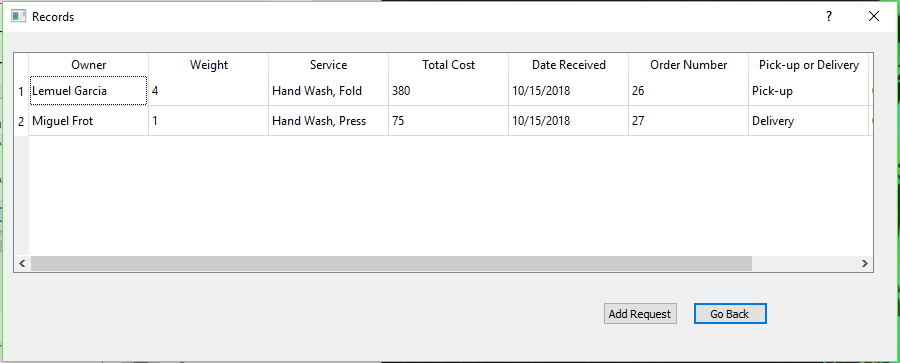 Records
Owner Weight Service Total Cost Date Received Order Number Pick-up or Delivery
1 Lemuel Garcia 4 Hand Wash, Fold 380 10/15/2018 26 Pick-up
2 Miguel Frot 1 Hand Wash, Press 75 10/15/2018 27 Delivery
Add Request Go Back